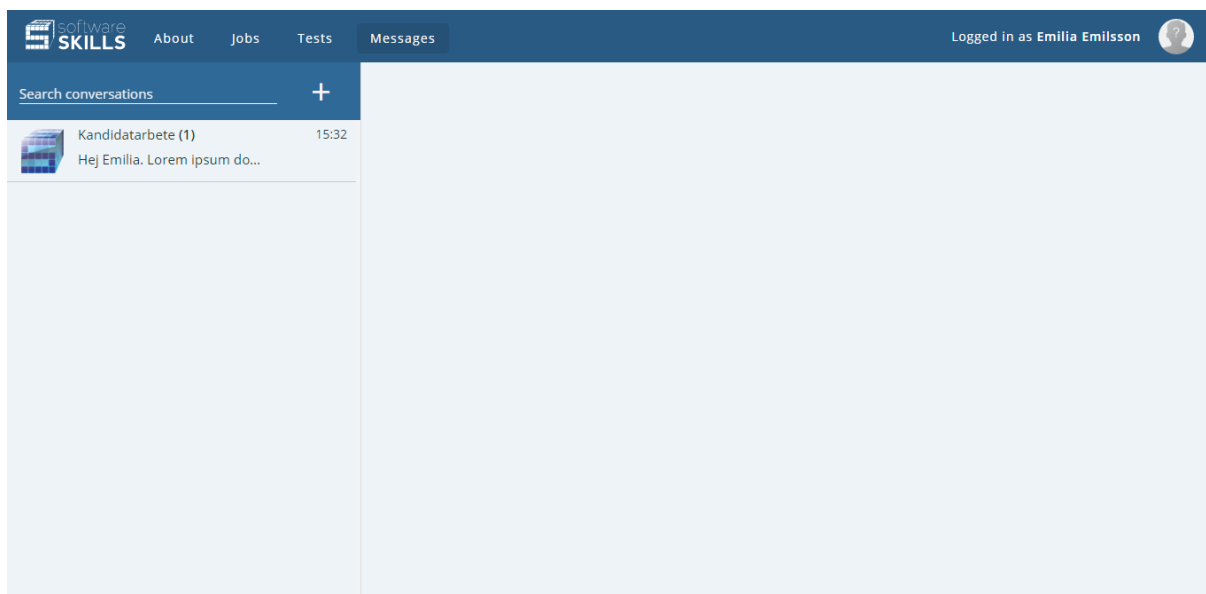 software
SKILLS
About Jobs Tests Messages
Logged in as Emilia Emilsson
Search conversations +
Kandidatarbete (1) 15:32
Hej Emilia. Lorem ipsum do...